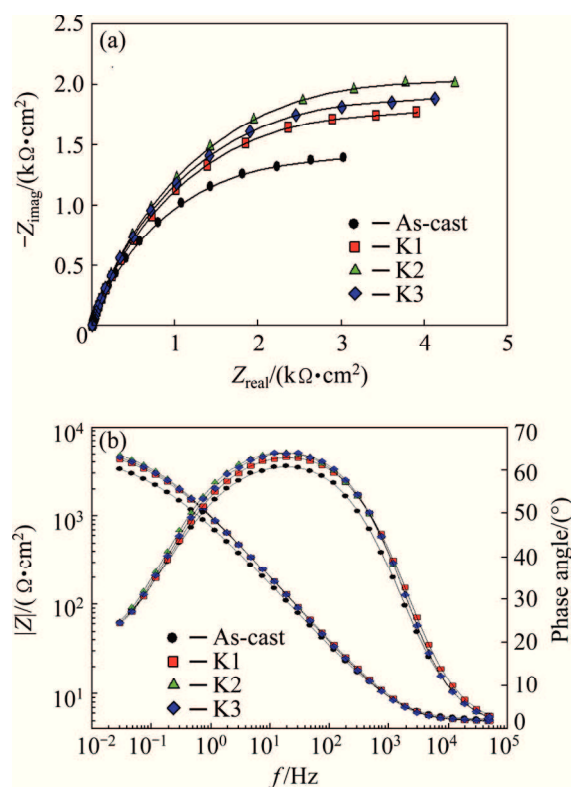 (a)
2.5
2.0
1.5
1.0
0.5
0
−Z_imag/(kΩ·cm²)
As-cast
K1
K2
K3
1 2 3 4 5
Z_real/(kΩ·cm²)
(b)
10⁴
10³
10²
10¹
|Z|/(Ω·cm²)
70
60
50
40
30
20
10
0
Phase angle/(°)
As-cast
K1
K2
K3
10⁻² 10⁻¹ 10⁰ 10¹ 10² 10³ 10⁴ 10⁵
f/Hz